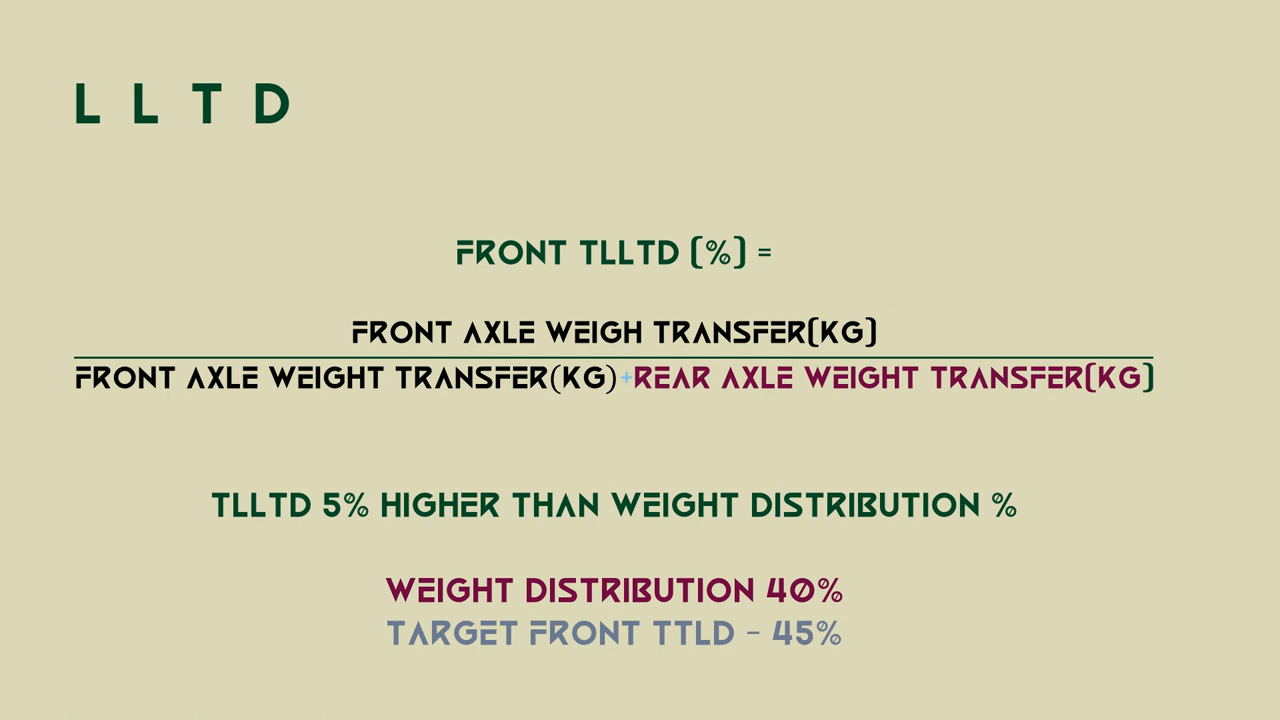 L L T D
FRONT TLLTD (%) =
FRONT AXLE WEIGH TRANSFER(KG)
FRONT AXLE WEIGHT TRANSFER(KG)+REAR AXLE WEIGHT TRANSFER(KG)
TLLTD 5% HIGHER THAN WEIGHT DISTRIBUTION %
WEIGHT DISTRIBUTION 40%
TARGET FRONT TTLD - 45%